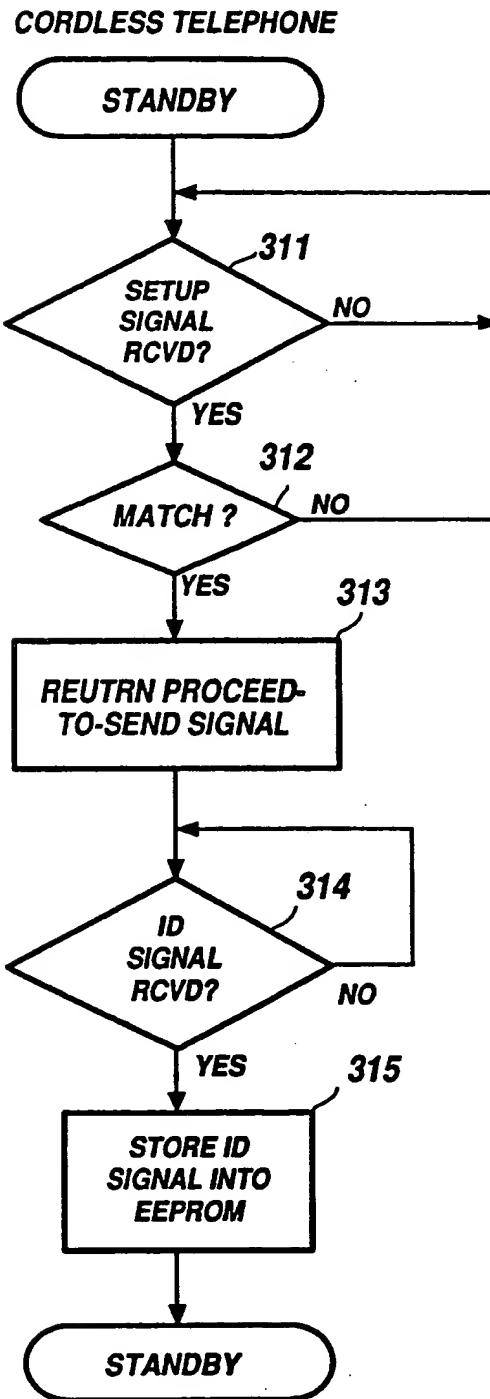 CORDLESS TELEPHONE
STANDBY
311
SETUP
SIGNAL
RCVD?
NO
YES
312
MATCH ?
NO
YES
313
REUTRN PROCEED-
TO-SEND SIGNAL
314
ID
SIGNAL
RCVD?
NO
YES
315
STORE ID
SIGNAL INTO
EEPROM
STANDBY